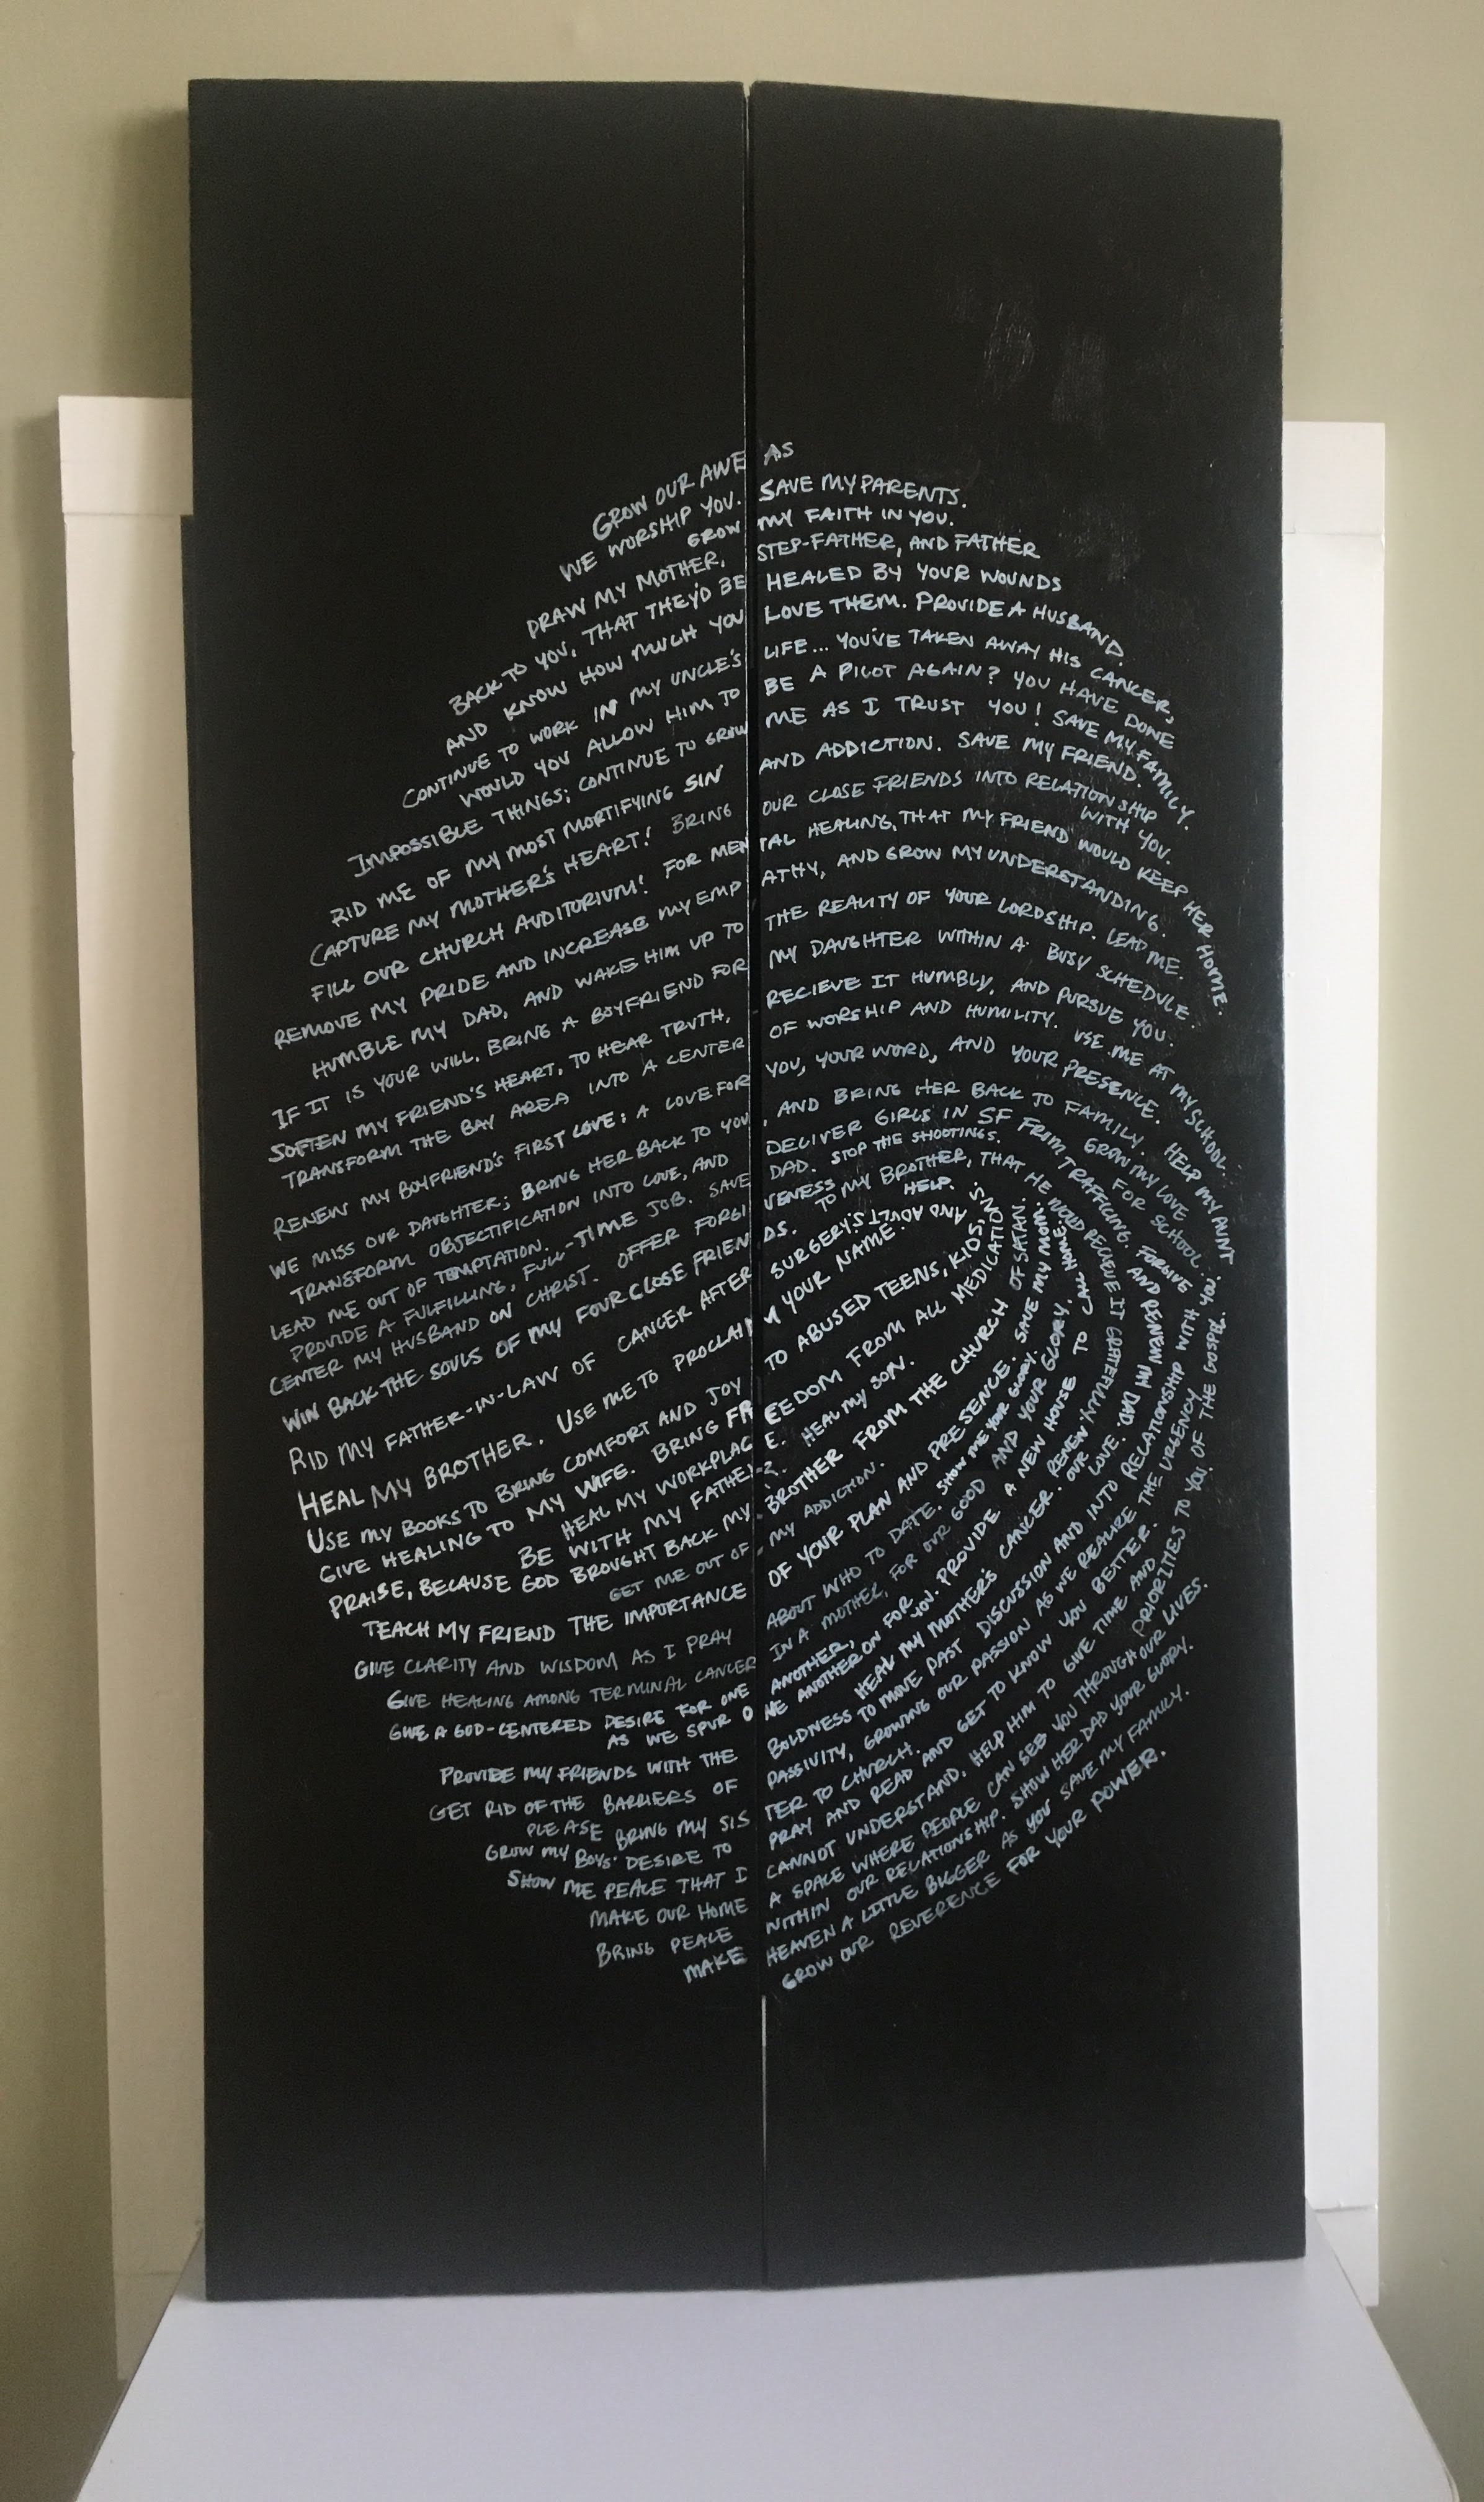 GROW OUR AWE AS
WE WORSHIP YOU. SAVE MY PARENTS.
GROW MY FAITH IN YOU.
DRAW MY MOTHER, STEP-FATHER, AND FATHER
BACK TO YOU, THAT THEY'D BE HEALED BY YOUR WOUNDS
AND KNOW HOW MUCH YOU LOVE THEM. PROVIDE A HUSBAND.
CONTINUE TO WORK IN MY UNCLE'S LIFE... YOU'VE TAKEN AWAY HIS CANCER,
WOULD YOU ALLOW HIM TO BE A PILOT AGAIN? YOU HAVE DONE
IMPOSSIBLE THINGS; CONTINUE TO GROW ME AS I TRUST YOU! SAVE MY FAMILY.
RID ME OF MY MOST MORTIFYING SIN AND ADDICTION. SAVE MY FRIEND.
CAPTURE MY MOTHER'S HEART! BRING OUR CLOSE FRIENDS INTO RELATIONSHIP WITH YOU.
FILL OUR CHURCH AUDITORIUM! FOR MENTAL HEALING, THAT MY FRIEND WOULD KEEP HER HOME.
REMOVE MY PRIDE AND INCREASE MY EMPATHY, AND GROW MY UNDERSTANDING.
HUMBLE MY DAD, AND WAKE HIM UP TO THE REALITY OF YOUR LORDSHIP. LEAD ME.
IF IT IS YOUR WILL, BRING A BOYFRIEND FOR MY DAUGHTER WITHIN A BUSY SCHEDULE.
SOFTEN MY FRIEND'S HEART, TO HEAR TRUTH, RECIEVE IT HUMBLY, AND PURSUE YOU.
TRANSFORM THE BAY AREA INTO A CENTER OF WORSHIP AND HUMILITY. USE ME AT MY SCHOOL.
RENEW MY BOYFRIEND'S FIRST LOVE: A LOVE FOR YOU, YOUR WORD, AND YOUR PRESENCE. HELP MY AUNT
WE MISS OUR DAUGHTER; BRING HER BACK TO YOU, AND BRING HER BACK TO FAMILY. GROW MY LOVE FOR SCHOOL
TRANSFORM OBJECTIFICATION INTO LOVE, AND DELIVER GIRLS IN SF FROM TRAFFICING. FORGIVE
LEAD ME OUT OF TEMPTATION.
PROVIDE A FULFILLING, FULL-TIME JOB. SAVE DAD. STOP THE SHOOTINGS.
CENTER MY HUSBAND ON CHRIST. OFFER FORGIVENESS TO MY BROTHER, THAT HE WOULD RECIEVE IT
WIN BACK THE SOULS OF MY FOUR CLOSE FRIENDS. HELP.
RID MY FATHER-IN-LAW OF CANCER AFTER SURGERY.
HEAL MY BROTHER. USE ME TO PROCLAIM YOUR NAME.
USE MY BOOKS TO BRING COMFORT AND JOY TO ABUSED TEENS, KIDS, AND ADULTS
GIVE HEALING TO MY WIFE. BRING FREEDOM FROM ALL MEDICATIONS.
HEAL MY WORKPLACE. HEAL MY SON.
BE WITH MY FATHER.
PRAISE, BECAUSE GOD BROUGHT BACK MY BROTHER FROM THE CHURCH OF SATAN.
GET ME OUT OF MY ADDICTION.
TEACH MY FRIEND THE IMPORTANCE OF YOUR PLAN AND PRESENCE. SAVE MY MOM.
GIVE CLARITY AND WISDOM AS I PRAY ABOUT WHO TO DATE. SHOW ME YOUR GLORY.
GIVE HEALING AMONG TERMINAL CANCER IN A MOTHER, FOR OUR GOOD AND YOUR GLORY.
GIVE A GOD-CENTERED DESIRE FOR ONE ANOTHER,
AS WE SPUR ONE ANOTHER ON FOR YOU. PROVIDE A NEW HOUSE TO CALL HOME.
HEAL MY MOTHER'S CANCER. RENEW OUR LOVE.
PROVIDE MY FRIENDS WITH THE BOLDNESS TO MOVE PAST DISCUSSION AND INTO RELATIONSHIP WITH YOU.
GET RID OF THE BARRIERS OF PASSIVITY, GROWING OUR PASSION AS WE REALIZE THE URGENCY OF THE GOSPEL.
PLEASE BRING MY SISTER TO CHURCH.
GROW MY BOYS' DESIRE TO PRAY AND READ AND GET TO KNOW YOU BETTER.
SHOW ME PEACE THAT I CANNOT UNDERSTAND. HELP HIM TO GIVE TIME AND PRIORITIES TO YOU.
MAKE OUR HOME A SPACE WHERE PEOPLE CAN SEE YOU THROUGH OUR LIVES.
BRING PEACE WITHIN OUR RELATIONSHIP. SHOW HER DAD YOUR GLORY.
MAKE HEAVEN A LITTLE BIGGER AS YOU SAVE MY FAMILY.
GROW OUR REVERENCE FOR YOUR POWER.